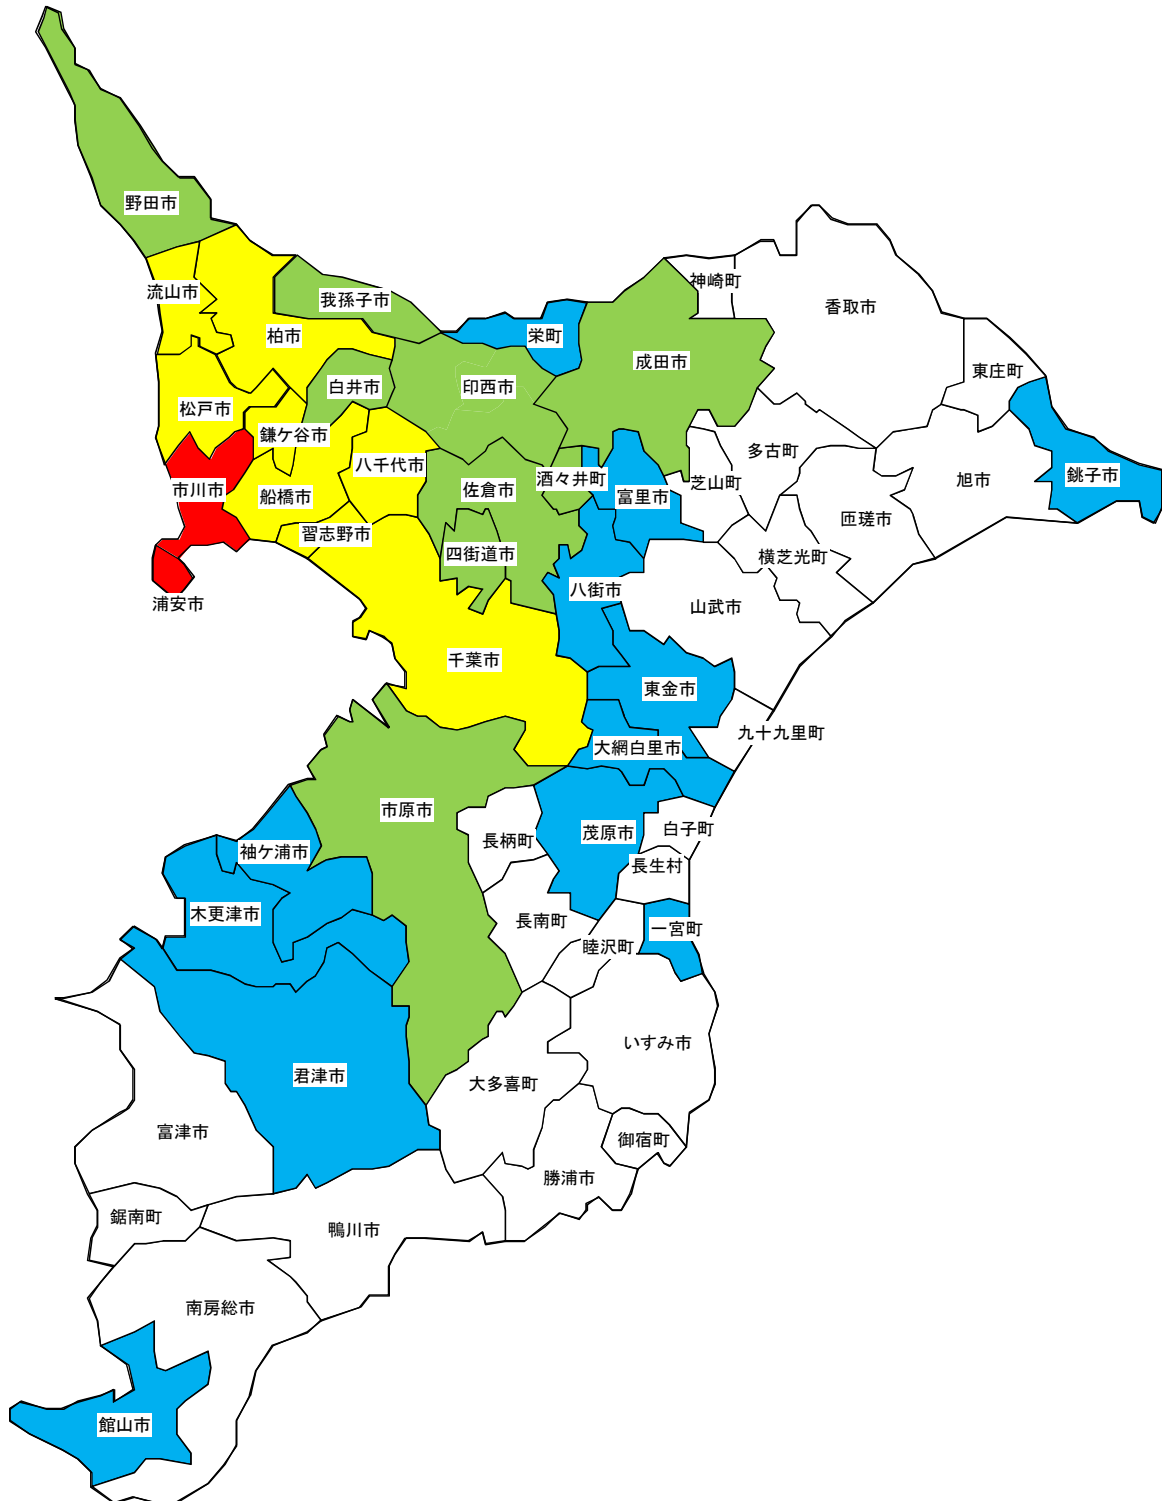 野田市
神崎町
流山市
我孫子市
香取市
柏市
栄町
成田市
東庄町
白井市
印西市
松戸市
鎌ケ谷市
多古町
八千代市
酒々井町
銚子市
市川市
佐倉市
芝山町
旭市
船橋市
富里市
匝瑳市
習志野市
四街道市
横芝光町
八街市
浦安市
山武市
千葉市
東金市
九十九里町
大網白里市
市原市
茂原市
白子町
長柄町
袖ケ浦市
長生村
木更津市
長南町
一宮町
睦沢町
いすみ市
君津市
大多喜町
富津市
御宿町
勝浦市
鋸南町
鴨川市
南房総市
館山市